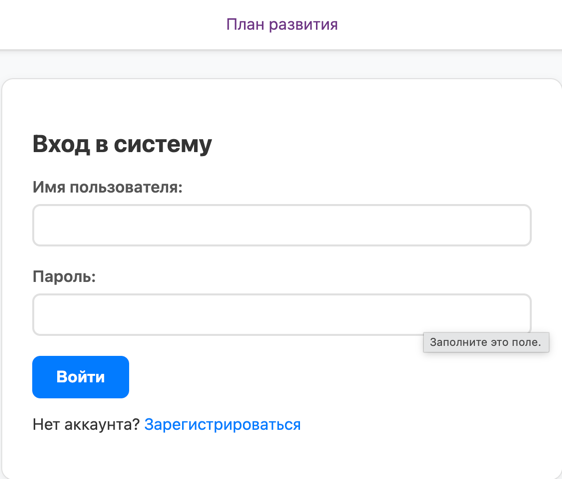 План развития
Вход в систему
Имя пользователя:
Пароль:
Заполните это поле.
Войти
Нет аккаунта? Зарегистрироваться